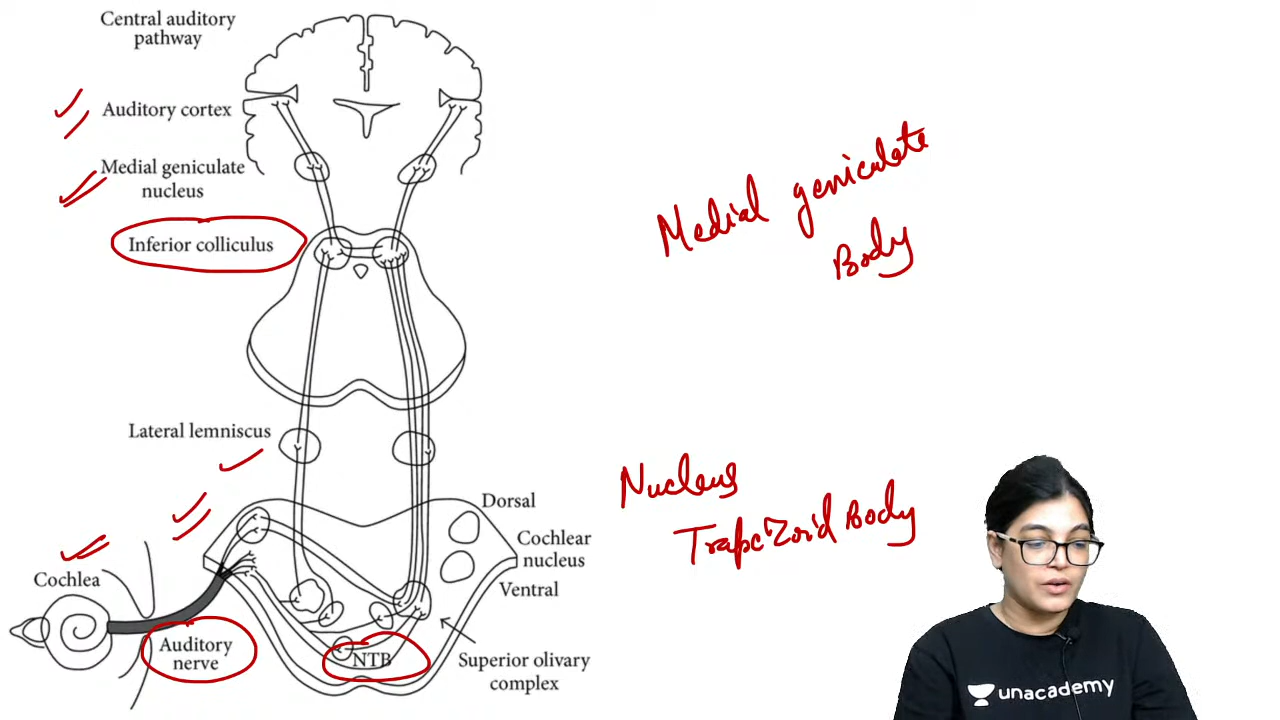 Central auditory
pathway
Auditory cortex
Medial geniculate
nucleus
Inferior colliculus
Lateral lemniscus
Cochlea
Auditory
nerve
NTB
Dorsal
Cochlear
nucleus
Ventral
Superior olivary
complex
Medial geniculate
Body
Nucleus
Trapezoid Body
unacademy